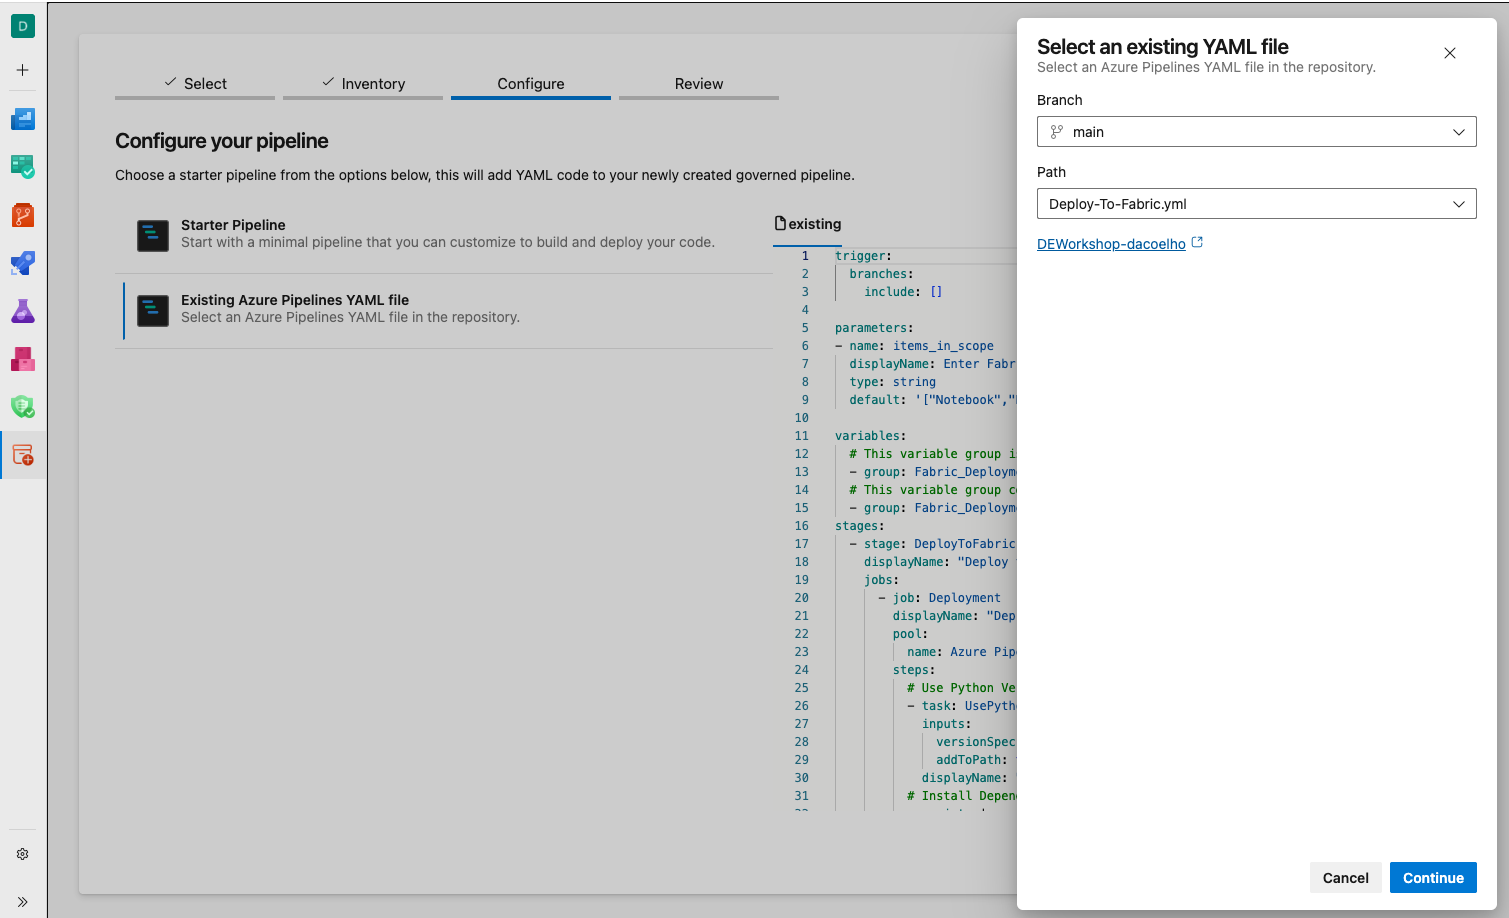 D
Select
Inventory
Configure
Review
Configure your pipeline
Choose a starter pipeline from the options below, this will add YAML code to your newly created governed pipeline.
Starter Pipeline
Start with a minimal pipeline that you can customize to build and deploy your code.
Existing Azure Pipelines YAML file
Select an Azure Pipelines YAML file in the repository.
existing
1 trigger:
2 branches:
3 include: []
4
5 parameters:
6 - name: items_in_scope
7 displayName: Enter Fabr
8 type: string
9 default: '["Notebook","
10
11 variables:
12 # This variable group i
13 - group: Fabric_Deploym
14 # This variable group c
15 - group: Fabric_Deploym
16 stages:
17 - stage: DeployToFabric
18 displayName: "Deploy
19 jobs:
20 - job: Deployment
21 displayName: "Dep
22 pool:
23 name: Azure Pip
24 steps:
25 # Use Python Ve
26 - task: UsePyth
27 inputs:
28 versionSpec
29 addToPath:
30 displayName:
31 # Install Depen
Select an existing YAML file
Select an Azure Pipelines YAML file in the repository.
Branch
main
Path
Deploy-To-Fabric.yml
DEWorkshop-dacoelho
Cancel
Continue